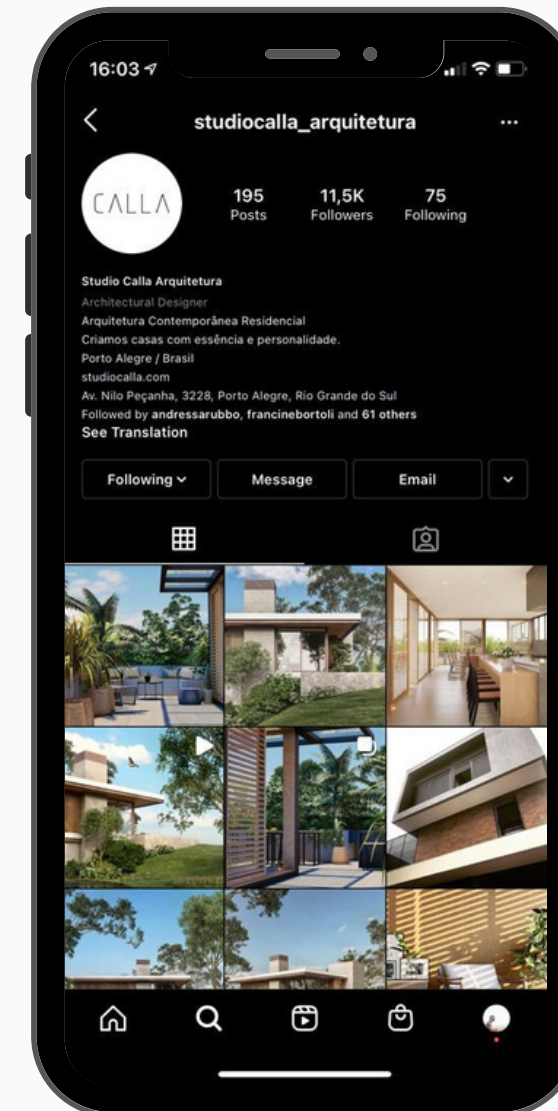 16:03
studiocalla_arquitetura
CALLA
195 11,5K 75
Posts Followers Following
Studio Calla Arquitetura
Architectural Designer
Arquitetura Contemporânea Residencial
Criamos casas com essência e personalidade.
Porto Alegre / Brasil
studiocalla.com
Av. Nilo Peçanha, 3228, Porto Alegre, Rio Grande do Sul
Followed by andressarubbo, francinebortoli and 61 others
See Translation
Following Message Email